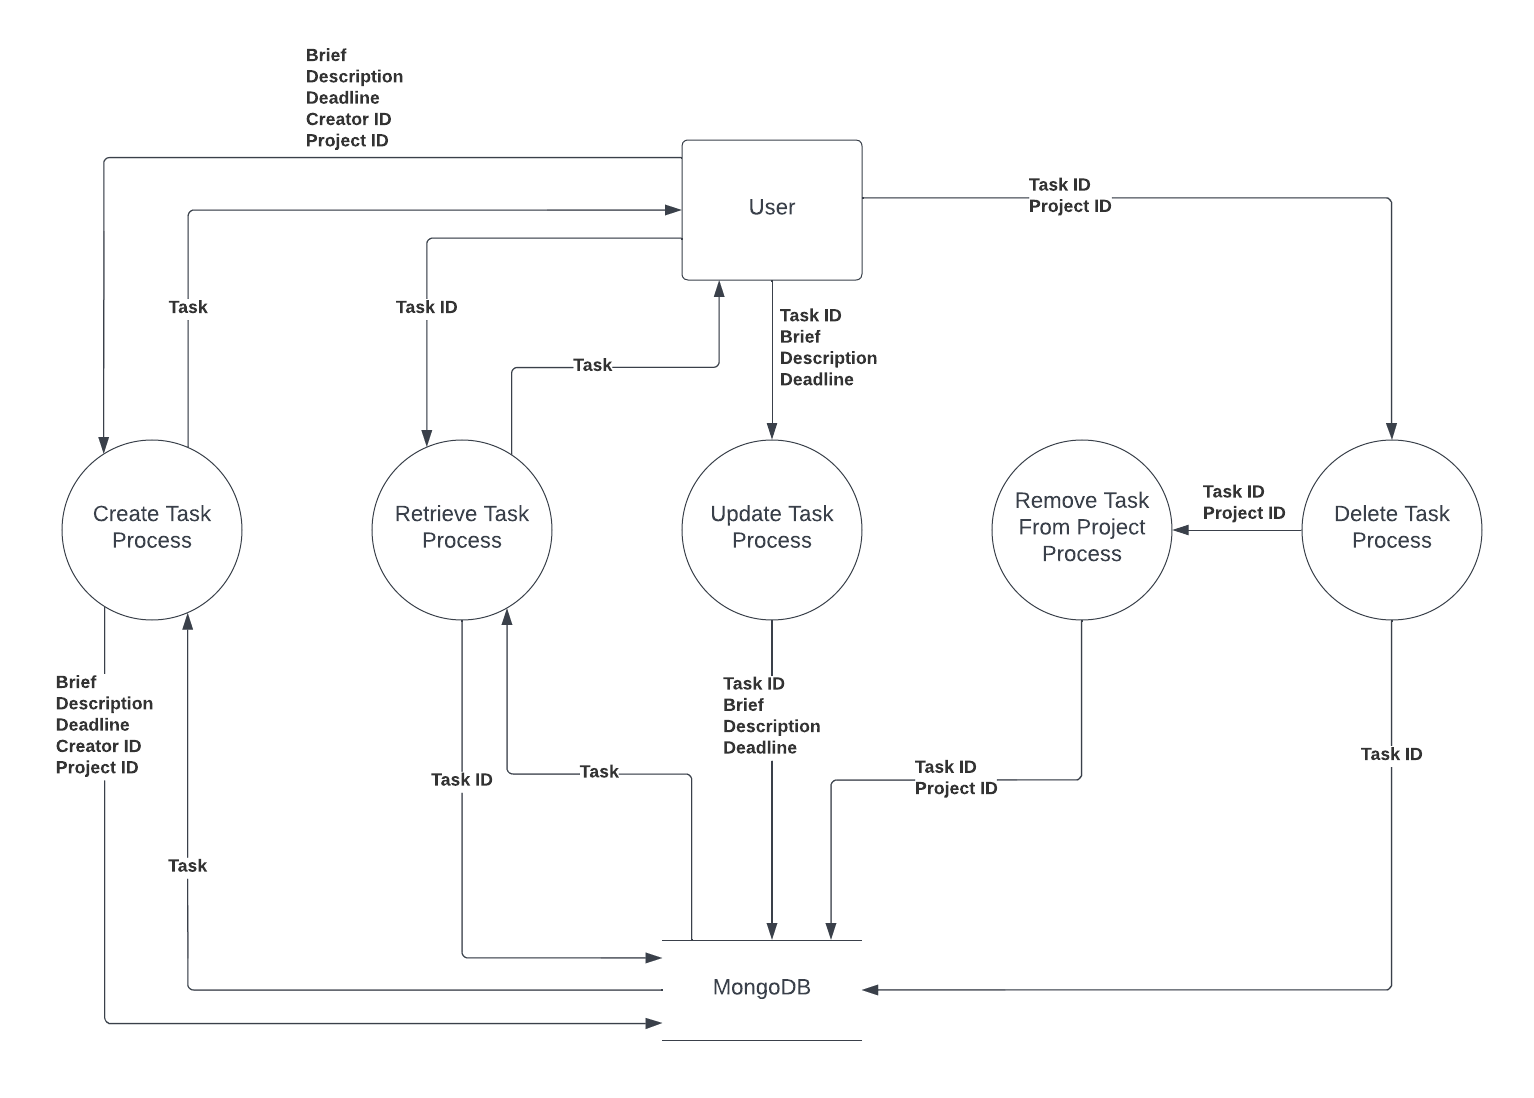 Brief
Description
Deadline
Creator ID
Project ID
User
Task ID
Project ID
Task
Task ID
Task ID
Brief
Description
Deadline
Task
Create Task
Process
Retrieve Task
Process
Update Task
Process
Remove Task
From Project
Process
Task ID
Project ID
Delete Task
Process
Brief
Description
Deadline
Creator ID
Project ID
Task
Task ID
Task
Task ID
Brief
Description
Deadline
Task ID
Project ID
Task ID
MongoDB